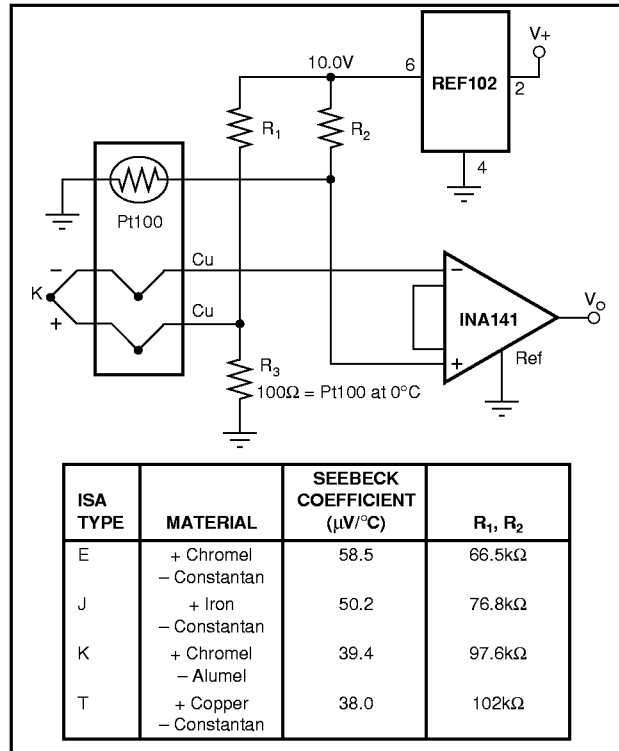 V+
10.0V
6
REF102
2
R1
R2
4
Pt100
Cu
−
K
Cu
+
−
INA141
VO
+
Ref
R3
100Ω = Pt100 at 0°C
ISA TYPE
MATERIAL
SEEBECK COEFFICIENT (μV/°C)
R1, R2
E
+ Chromel
− Constantan
58.5
66.5kΩ
J
+ Iron
− Constantan
50.2
76.8kΩ
K
+ Chromel
− Alumel
39.4
97.6kΩ
T
+ Copper
− Constantan
38.0
102kΩ